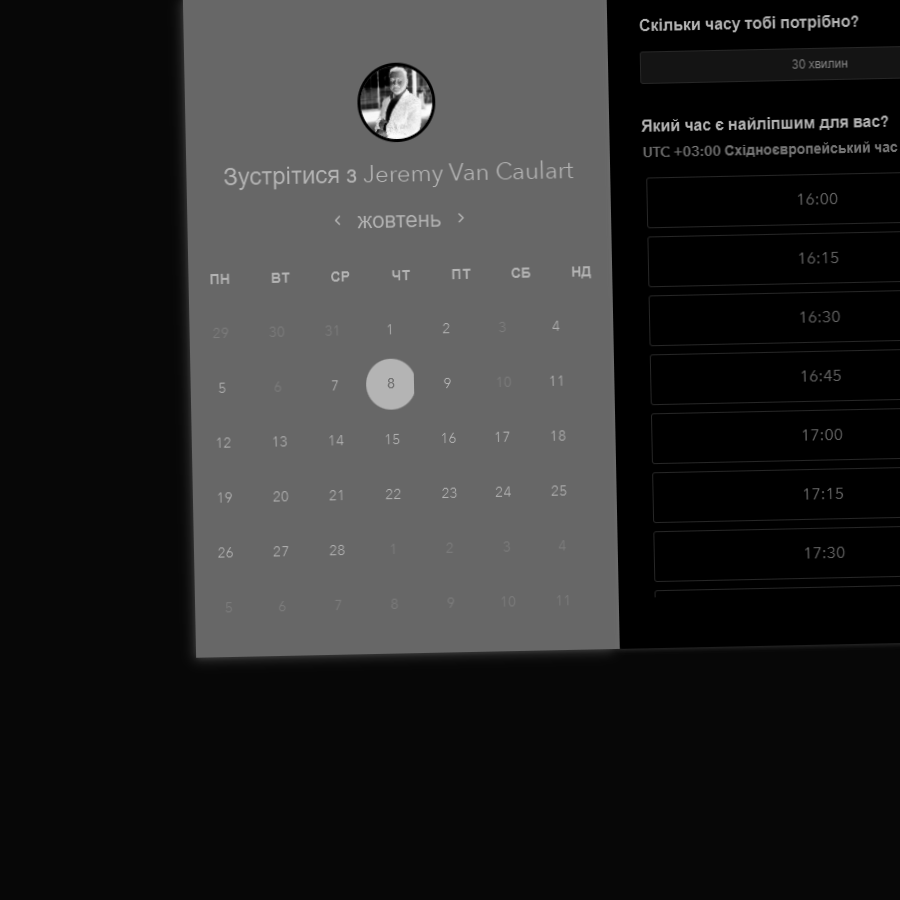 Зустрітися з Jeremy Van Caulart
‹ жовтень ›
ПН ВТ СР ЧТ ПТ СБ НД
29 30 31 1 2 3 4
5 6 7 8 9 10 11
12 13 14 15 16 17 18
19 20 21 22 23 24 25
26 27 28 1 2 3 4
5 6 7 8 9 10 11
Скільки часу тобі потрібно?
30 хвилин
Який час є найліпшим для вас?
UTC +03:00 Східноєвропейський час
16:00
16:15
16:30
16:45
17:00
17:15
17:30